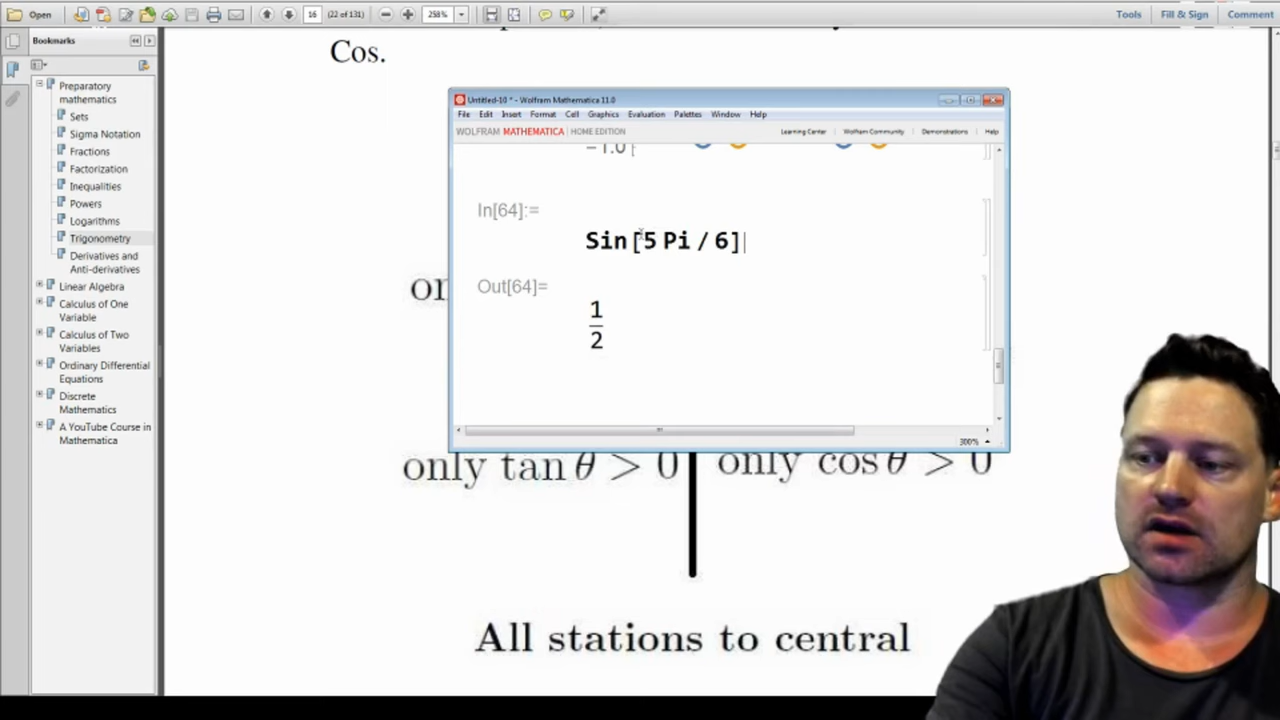 Open
16
(22 of 131)
258%
Tools
Fill & Sign
Comment
Bookmarks
Preparatory
mathematics
Sets
Sigma Notation
Fractions
Factorization
Inequalities
Powers
Logarithms
Trigonometry
Derivatives and
Anti-derivatives
Linear Algebra
Calculus of One
Variable
Calculus of Two
Variables
Ordinary Differential
Equations
Discrete
Mathematics
A YouTube Course in
Mathematica
Cos.
Untitled-10 * - Wolfram Mathematica 11.0
File Edit Insert Format Cell Graphics Evaluation Palettes Window Help
WOLFRAM MATHEMATICA | HOME EDITION
Learning Center | Wolfram Community | Demonstrations | Help
-1.0
In[64]:=
Sin[5 Pi / 6]
Out[64]=
1
2
300%
only tan θ > 0
only cos θ > 0
All stations to central